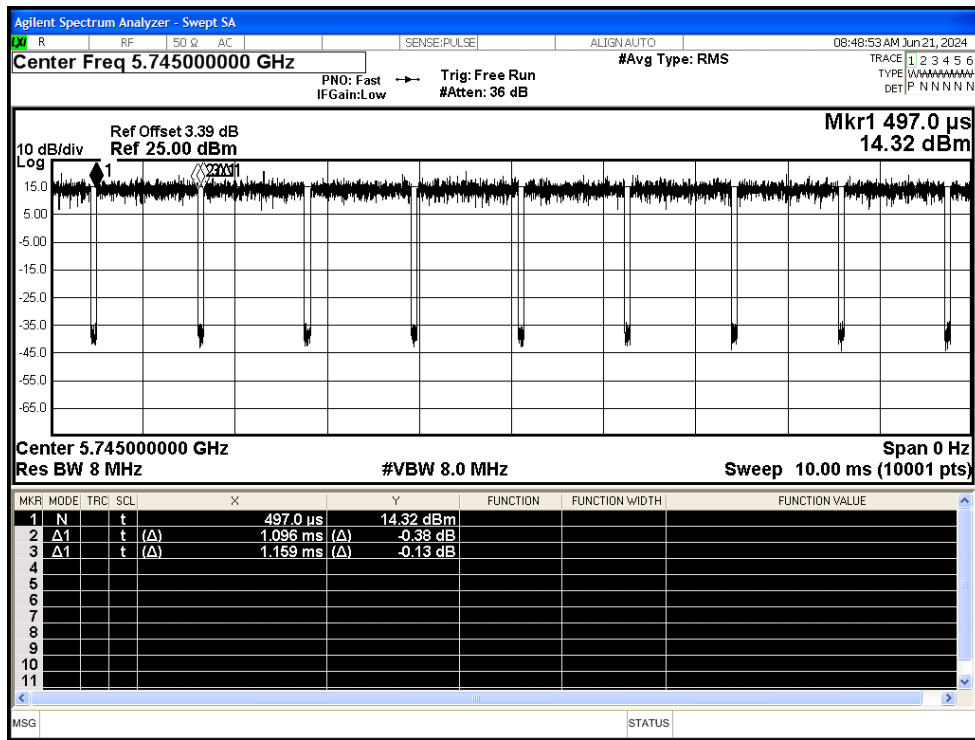 Agilent Spectrum Analyzer - Swept SA
LXI R RF 50 Ω AC SENSE:PULSE ALIGN AUTO 08:48:53 AM Jun 21, 2024
Center Freq 5.745000000 GHz #Avg Type: RMS TRACE 1 2 3 4 5 6
PNO: Fast Trig: Free Run TYPE WWWWWW
IFGain:Low #Atten: 36 dB DET P N N N N N
Mkr1 497.0 µs
Ref Offset 3.39 dB
10 dB/div Ref 25.00 dBm 14.32 dBm
Log
1
15.0
5.00
-5.00
-15.0
-25.0
-35.0
-45.0
-55.0
-65.0
Center 5.745000000 GHz Span 0 Hz
Res BW 8 MHz #VBW 8.0 MHz Sweep 10.00 ms (10001 pts)
MKR MODE TRC SCL X Y FUNCTION FUNCTION WIDTH FUNCTION VALUE
1 N t 497.0 µs 14.32 dBm
2 Δ1 t (Δ) 1.096 ms (Δ) -0.38 dB
3 Δ1 t (Δ) 1.159 ms (Δ) -0.13 dB
4
5
6
7
8
9
10
11
MSG STATUS